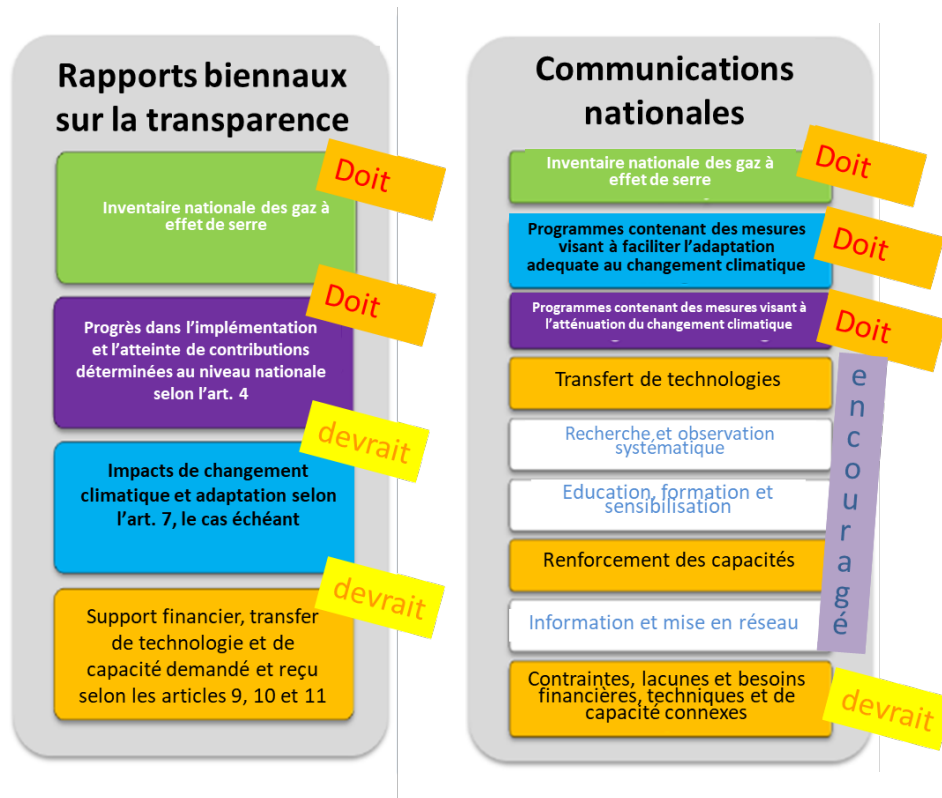 Rapports biennaux
sur la transparence
Doit
Inventaire nationale des gaz à
effet de serre
Doit
Progrès dans l'implémentation
et l'atteinte de contributions
déterminées au niveau nationale
selon l'art. 4
devrait
Impacts de changement
climatique et adaptation selon
l'art. 7, le cas échéant
devrait
Support financier, transfer
de technologie et de
capacité demandé et reçu
selon les articles 9, 10 et 11
Communications
nationales
Doit
Inventaire nationale des gaz à
effet de serre
Doit
Programmes contenant des mesures
visant à faciliter l'adaptation
adequate au changement climatique
Doit
Programmes contenant des mesures visant à
l'atténuation du changement climatique
encouragé
Transfert de technologies
Recherche et observation
systématique
Education, formation et
sensibilisation
Renforcement des capacités
Information et mise en réseau
Contraintes, lacunes et besoins
financières, techniques et de
capacité connexes
devrait